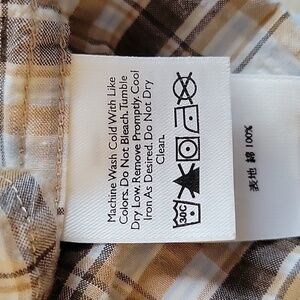 Machine Wash Cold With Like
Colors. Do Not Bleach. Tumble
Dry Low. Remove Promptly. Cool
Iron As Desired. Do Not Dry
Clean.
30C
表地 綿 100%